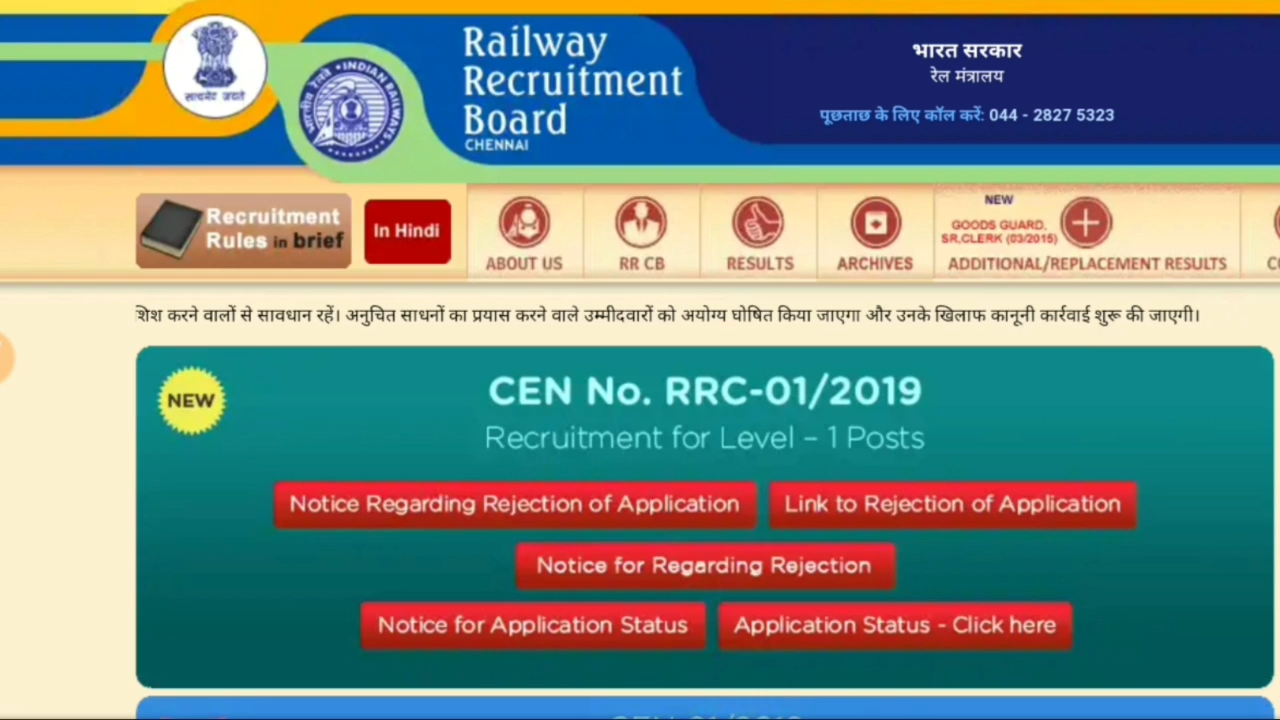 Railway
Recruitment
Board
CHENNAI
भारत सरकार
रेल मंत्रालय
पूछताछ के लिए कॉल करें: 044 - 2827 5323
सत्यमेव जयते
भारतीय रेल INDIAN RAILWAYS
Recruitment
Rules in brief
In Hindi
ABOUT US
RR CB
RESULTS
ARCHIVES
NEW
GOODS GUARD,
SR.CLERK (03/2015)
ADDITIONAL/REPLACEMENT RESULTS
शिश करने वालों से सावधान रहें। अनुचित साधनों का प्रयास करने वाले उम्मीदवारों को अयोग्य घोषित किया जाएगा और उनके खिलाफ कानूनी कार्रवाई शुरू की जाएगी।
NEW
CEN No. RRC-01/2019
Recruitment for Level – 1 Posts
Notice Regarding Rejection of Application
Link to Rejection of Application
Notice for Regarding Rejection
Notice for Application Status
Application Status - Click here